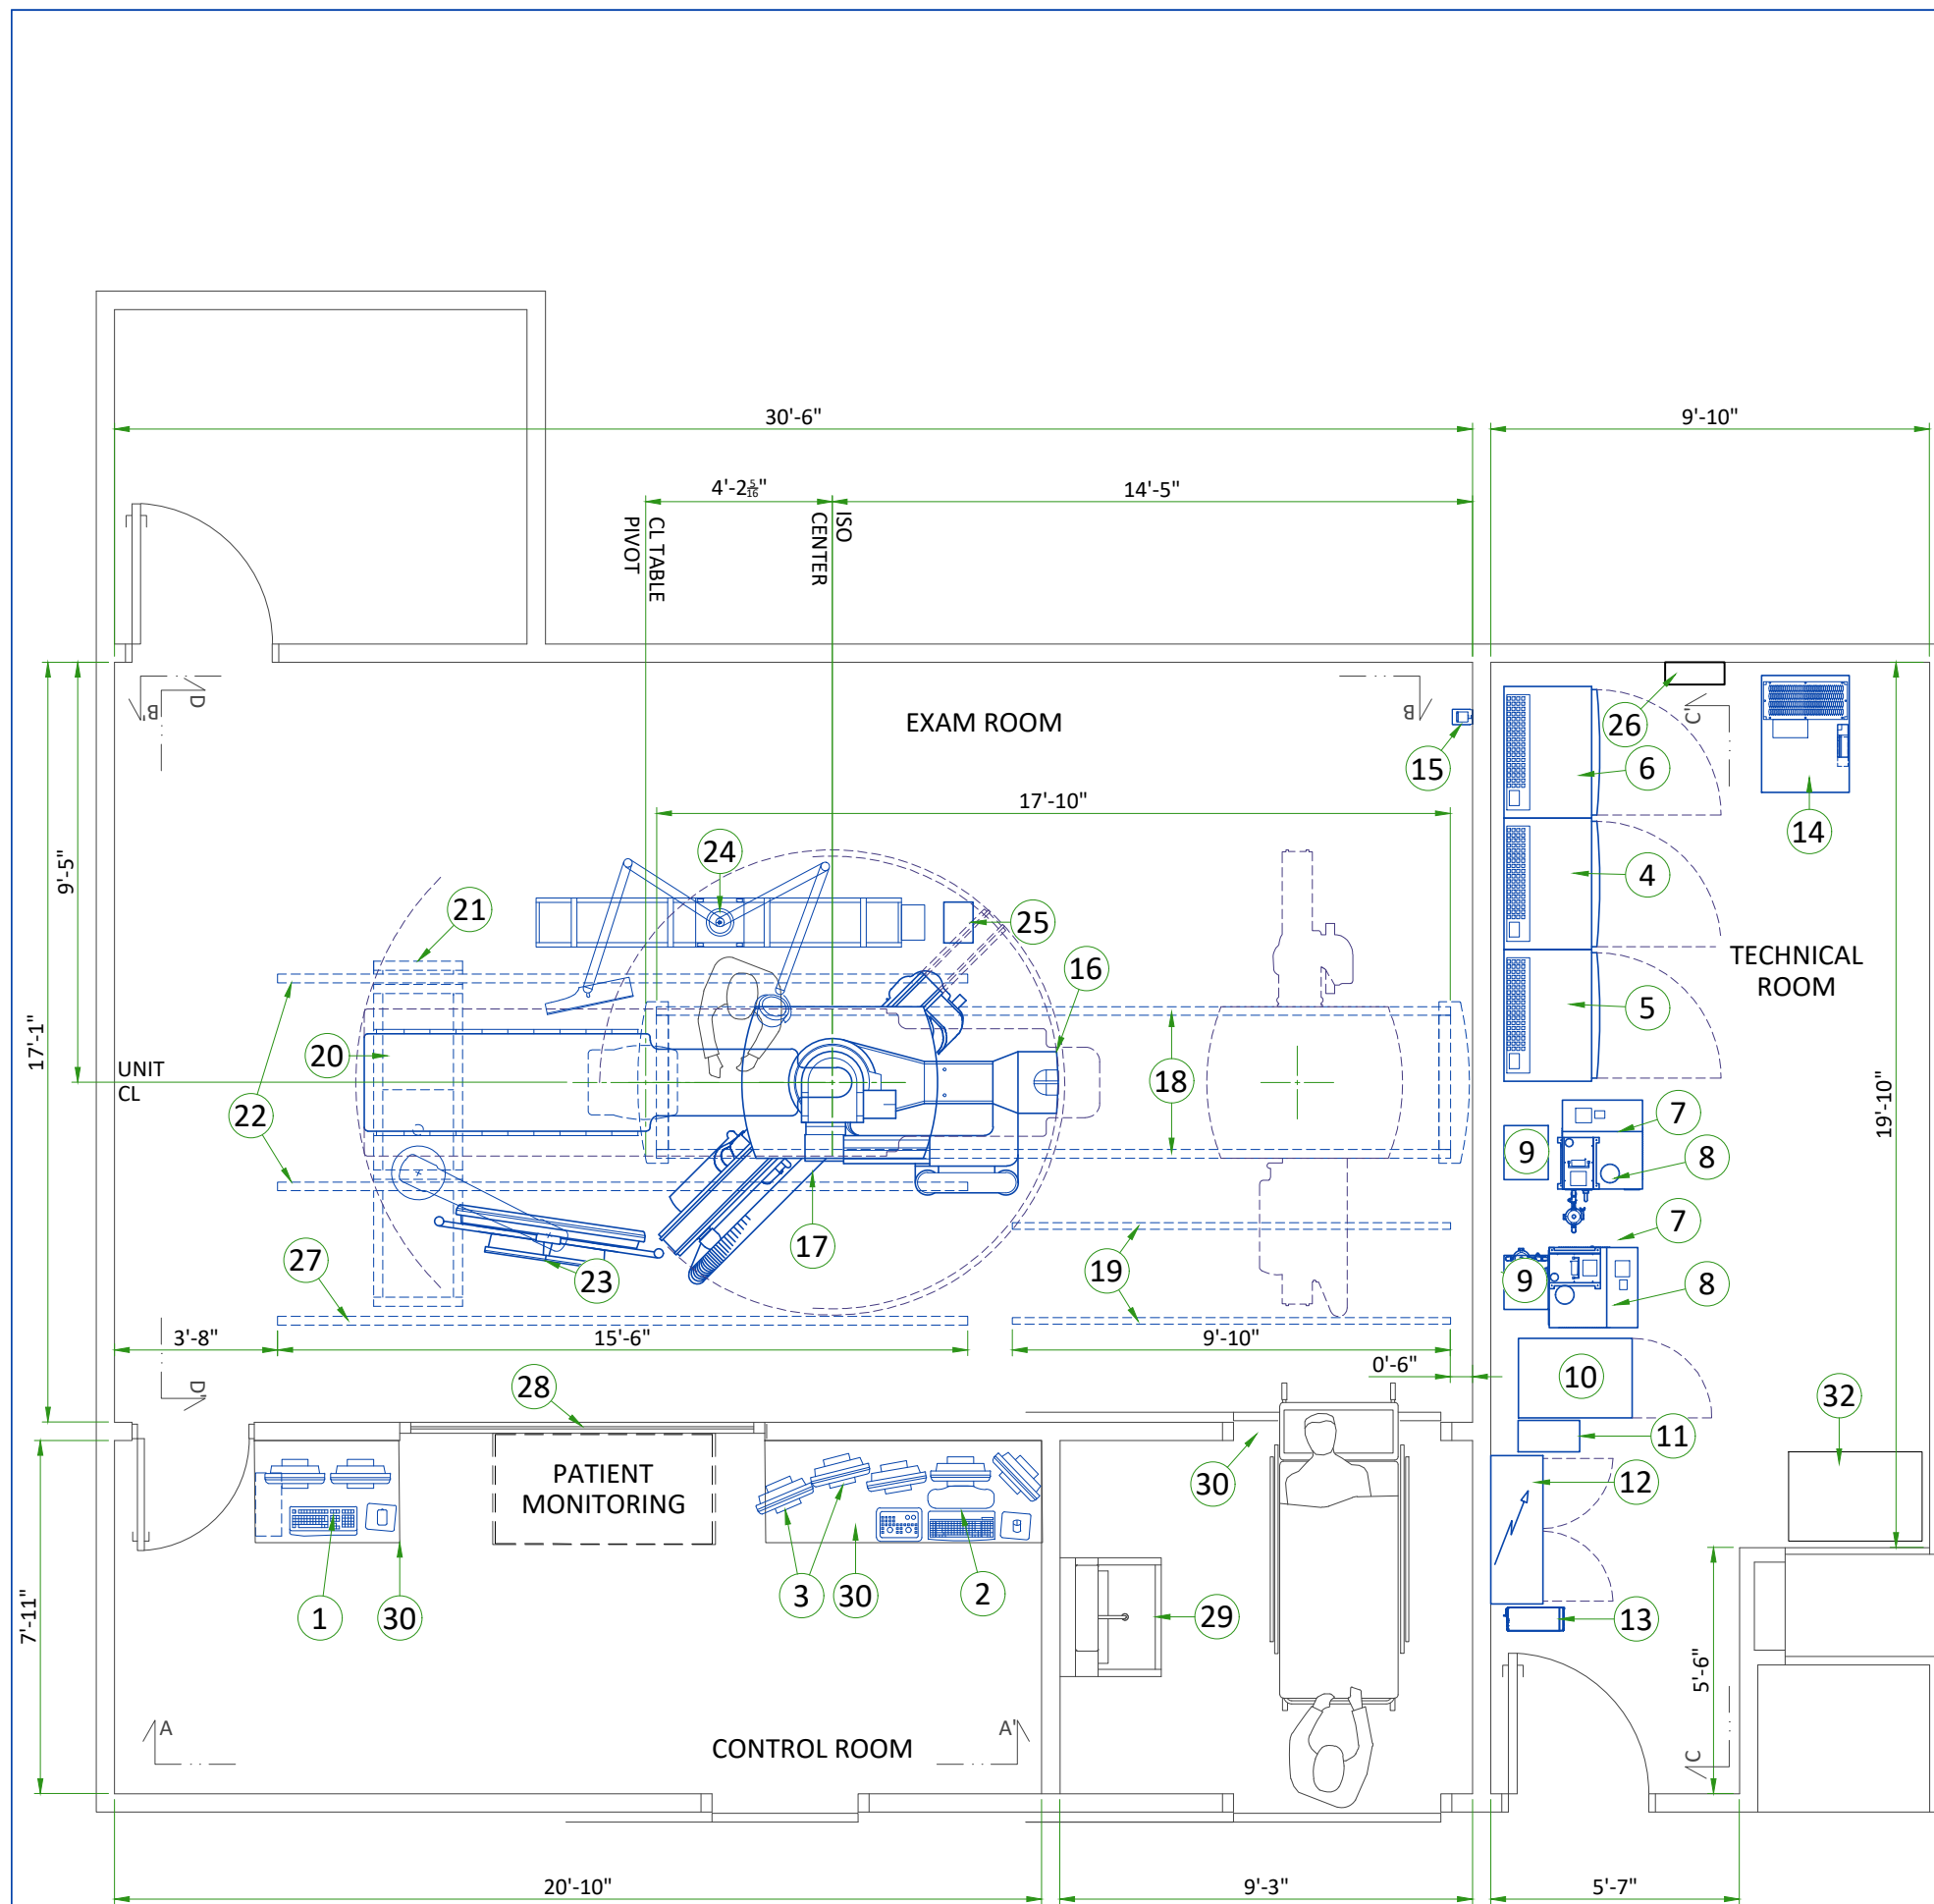 30'-6"
9'-10"
4'-2 5/16"
14'-5"
CL TABLE
PIVOT
ISO
CENTER
B'
D
EXAM ROOM
B
15
26
C'
6
14
17'-10"
9'-5"
24
4
21
25
TECHNICAL
ROOM
16
5
17'-1"
20
UNIT
CL
18
22
7
19'-10"
9
8
17
7
27
23
19
9
8
3'-8"
15'-6"
9'-10"
0'-6"
10
D'
28
32
11
30
12
PATIENT
MONITORING
1
30
3
30
2
29
13
7'-11"
5'-6"
A
A'
CONTROL ROOM
C
20'-10"
9'-3"
5'-7"